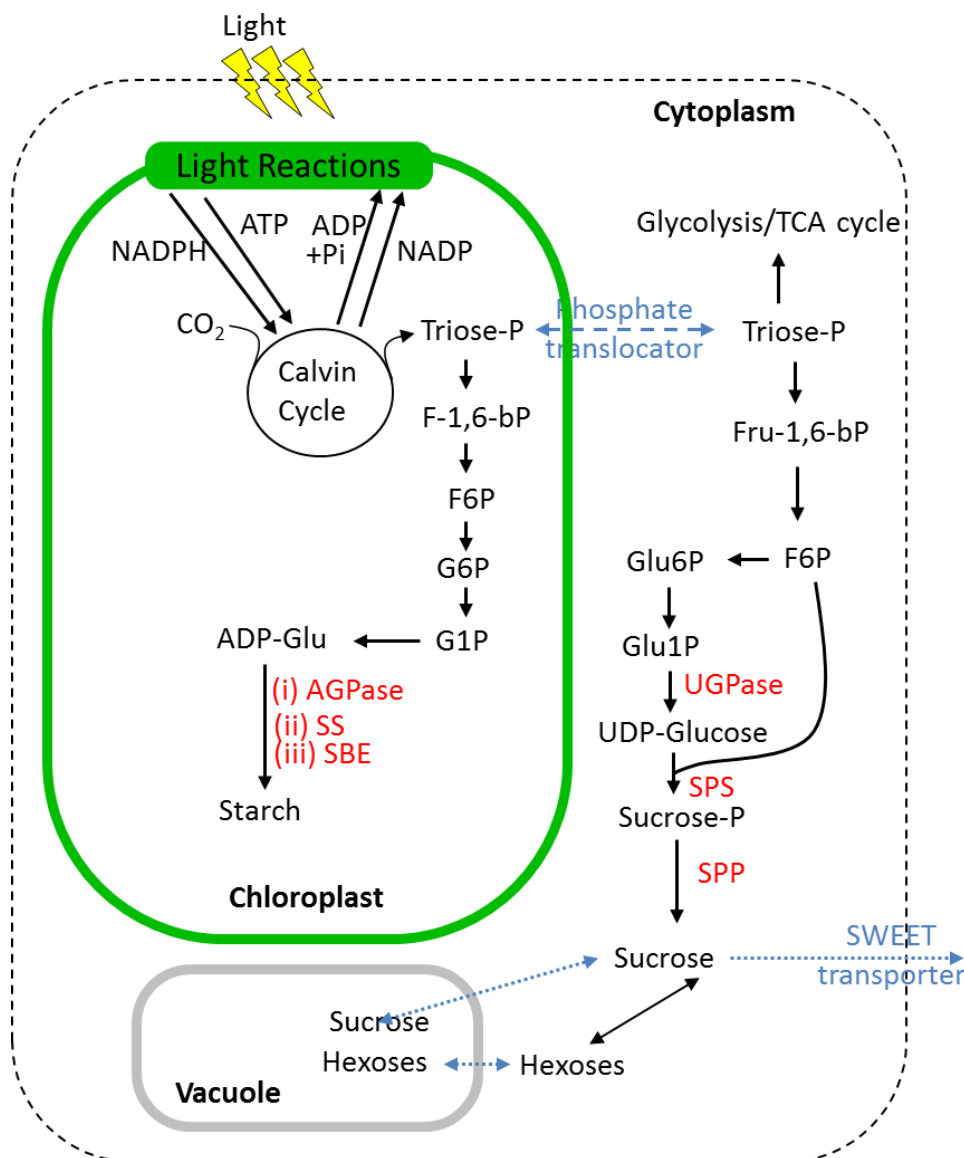 Light
Cytoplasm
Light Reactions
ATP
ADP
NADPH
+Pi
NADP
Glycolysis/TCA cycle
CO2
Triose-P
Phosphate
translocator
Triose-P
Calvin
Cycle
F-1,6-bP
Fru-1,6-bP
F6P
G6P
Glu6P
F6P
ADP-Glu
G1P
Glu1P
(i) AGPase
(ii) SS
(iii) SBE
UGPase
UDP-Glucose
Starch
SPS
Sucrose-P
SPP
Chloroplast
SWEET
transporter
Sucrose
Sucrose
Hexoses
Hexoses
Vacuole